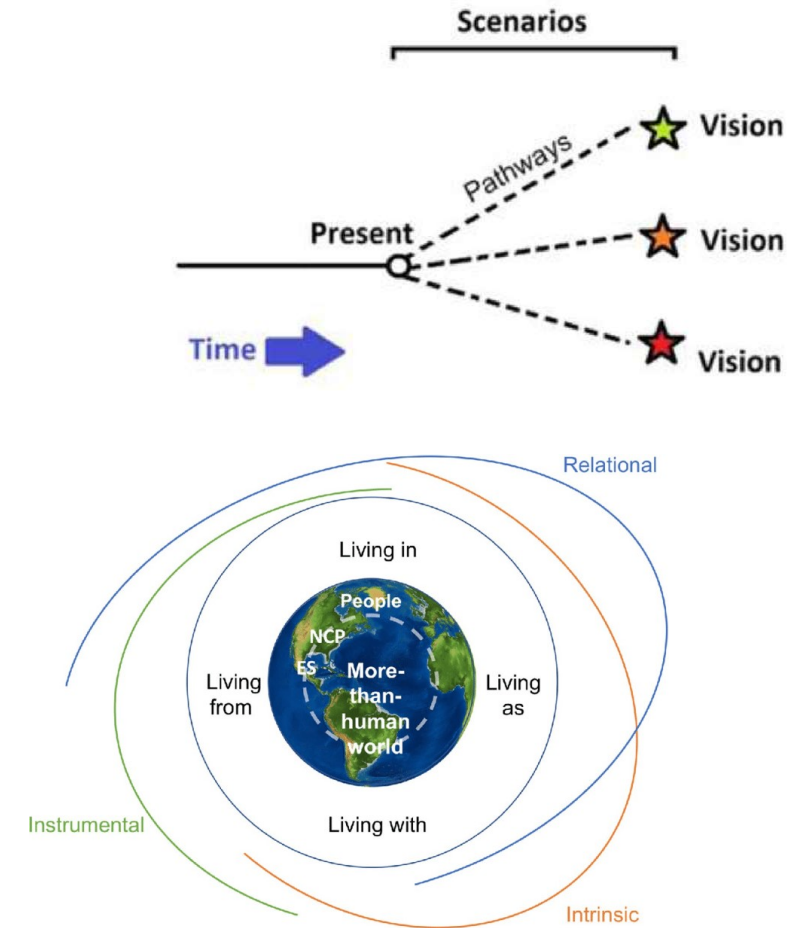 Scenarios
Pathways
Vision
Present
Vision
Time
Vision
Relational
Living in
People
NCP
ES
More-
than-
human
world
Living
from
Living
as
Living with
Instrumental
Intrinsic